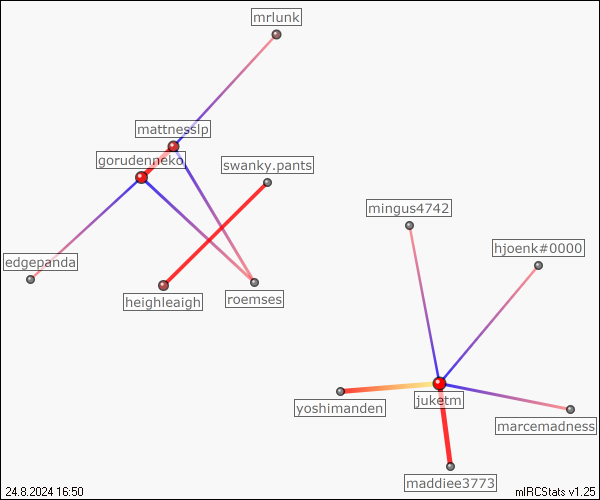 mrlunk
mattnesslp
gorudenneko
swanky.pants
mingus4742
hjoenk#0000
edgepanda
heighleaigh
roemses
juketm
yoshimanden
marcemadness
maddiee3773
24.8.2024 16:50
mIRCStats v1.25